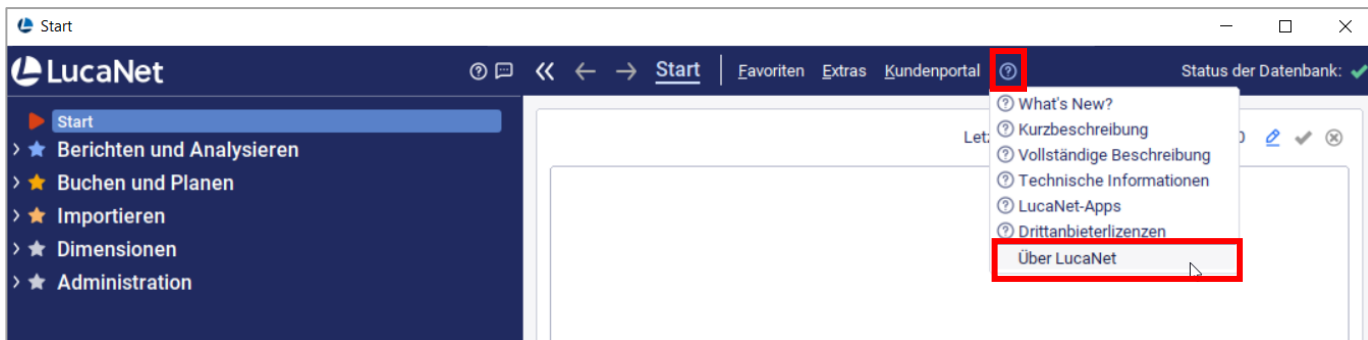 Start
LucaNet
Start Favoriten Extras Kundenportal Status der Datenbank:
Start
Berichten und Analysieren
Buchen und Planen
Importieren
Dimensionen
Administration
What's New?
Kurzbeschreibung
Vollständige Beschreibung
Technische Informationen
LucaNet-Apps
Drittanbieterlizenzen
Über LucaNet